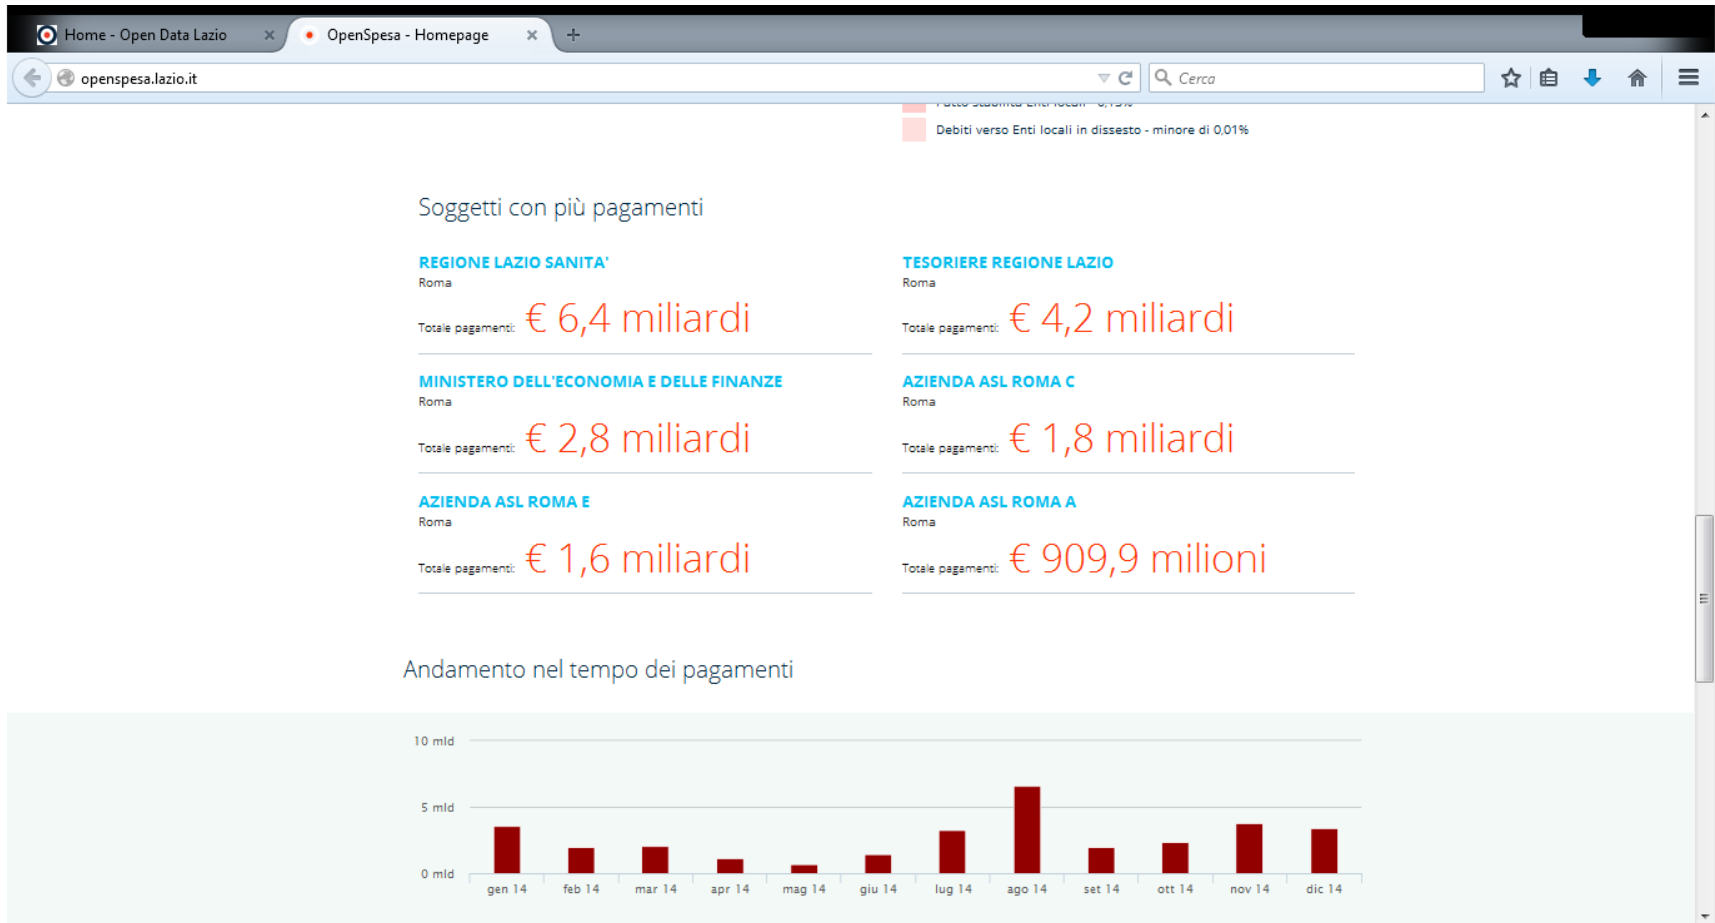 Home - Open Data Lazio
OpenSpesa - Homepage
openspesa.lazio.it
Cerca
Patto stabilità Enti locali - 0,15%
Debiti verso Enti locali in dissesto - minore di 0,01%
Soggetti con più pagamenti
REGIONE LAZIO SANITA'
Roma
Totale pagamenti: € 6,4 miliardi
TESORIERE REGIONE LAZIO
Roma
Totale pagamenti: € 4,2 miliardi
MINISTERO DELL'ECONOMIA E DELLE FINANZE
Roma
Totale pagamenti: € 2,8 miliardi
AZIENDA ASL ROMA C
Roma
Totale pagamenti: € 1,8 miliardi
AZIENDA ASL ROMA E
Roma
Totale pagamenti: € 1,6 miliardi
AZIENDA ASL ROMA A
Roma
Totale pagamenti: € 909,9 milioni
Andamento nel tempo dei pagamenti
10 mld
5 mld
0 mld
gen 14 feb 14 mar 14 apr 14 mag 14 giu 14 lug 14 ago 14 set 14 ott 14 nov 14 dic 14